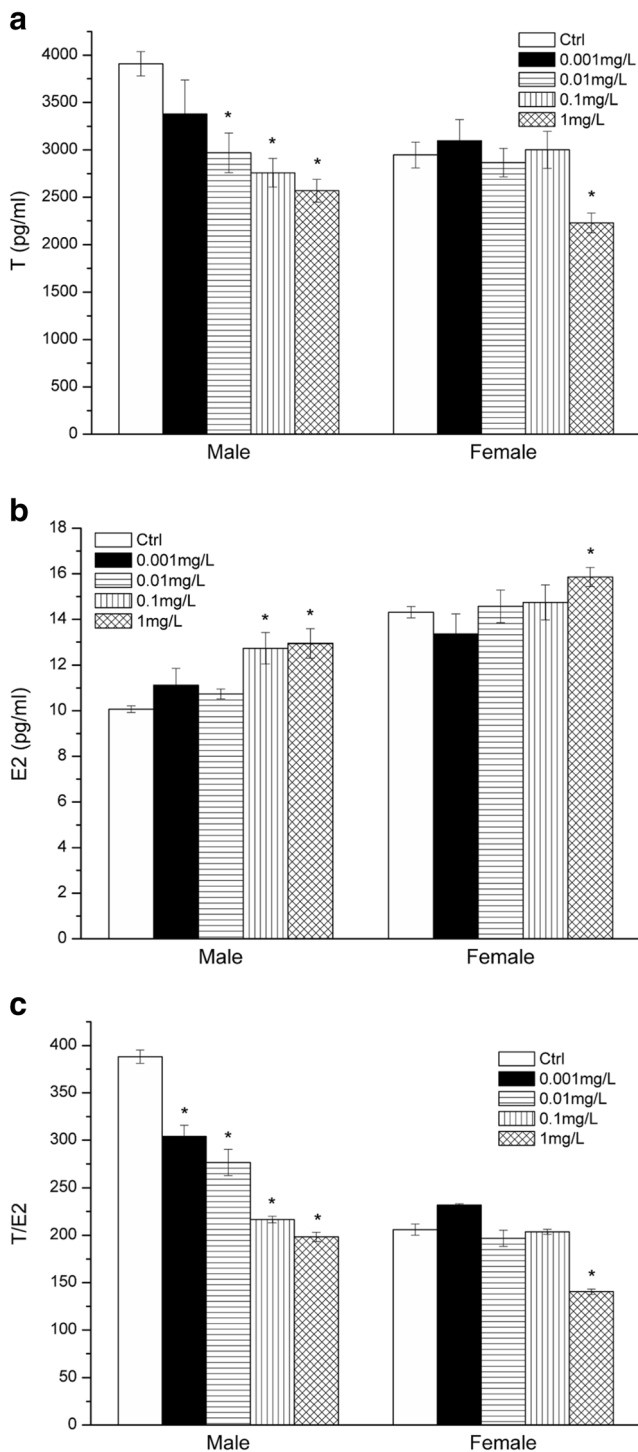 a
T (pg/ml)
4000
3500
3000
2500
2000
1500
1000
500
0
Ctrl
0.001mg/L
0.01mg/L
0.1mg/L
1mg/L
*
*
*
*
Male
Female
b
E2 (pg/ml)
18
16
14
12
10
8
6
4
2
0
Ctrl
0.001mg/L
0.01mg/L
0.1mg/L
1mg/L
*
*
*
Male
Female
c
T/E2
400
350
300
250
200
150
100
50
0
Ctrl
0.001mg/L
0.01mg/L
0.1mg/L
1mg/L
*
*
*
*
*
Male
Female